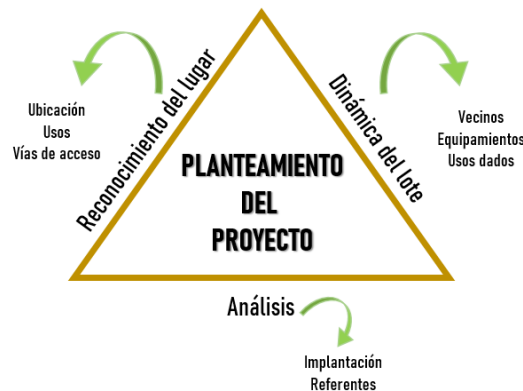 Reconocimiento del lugar
Ubicación
Usos
Vías de acceso
Dinámica del lote
Vecinos
Equipamientos
Usos dados
PLANTEAMIENTO
DEL
PROYECTO
Análisis
Implantación
Referentes